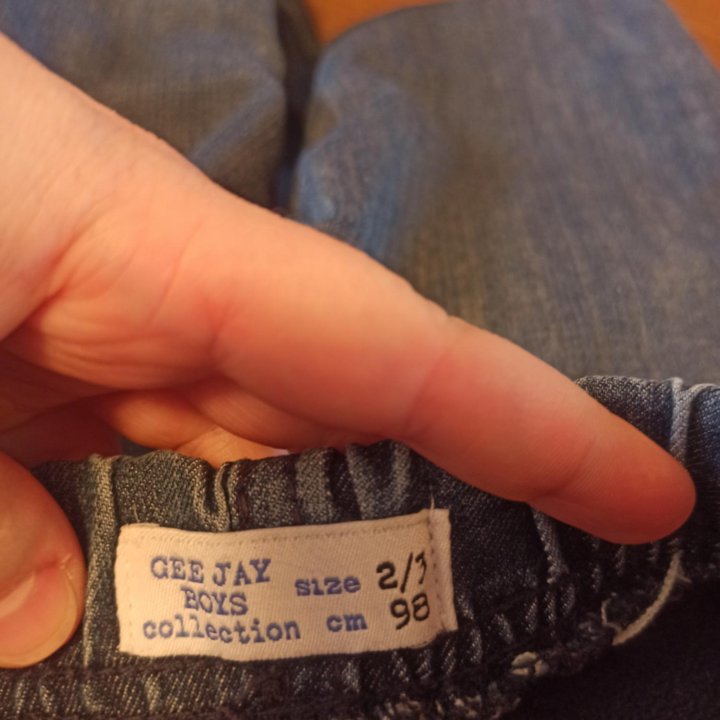 GEE JAY
BOYS
collection
size 2/3
cm 98